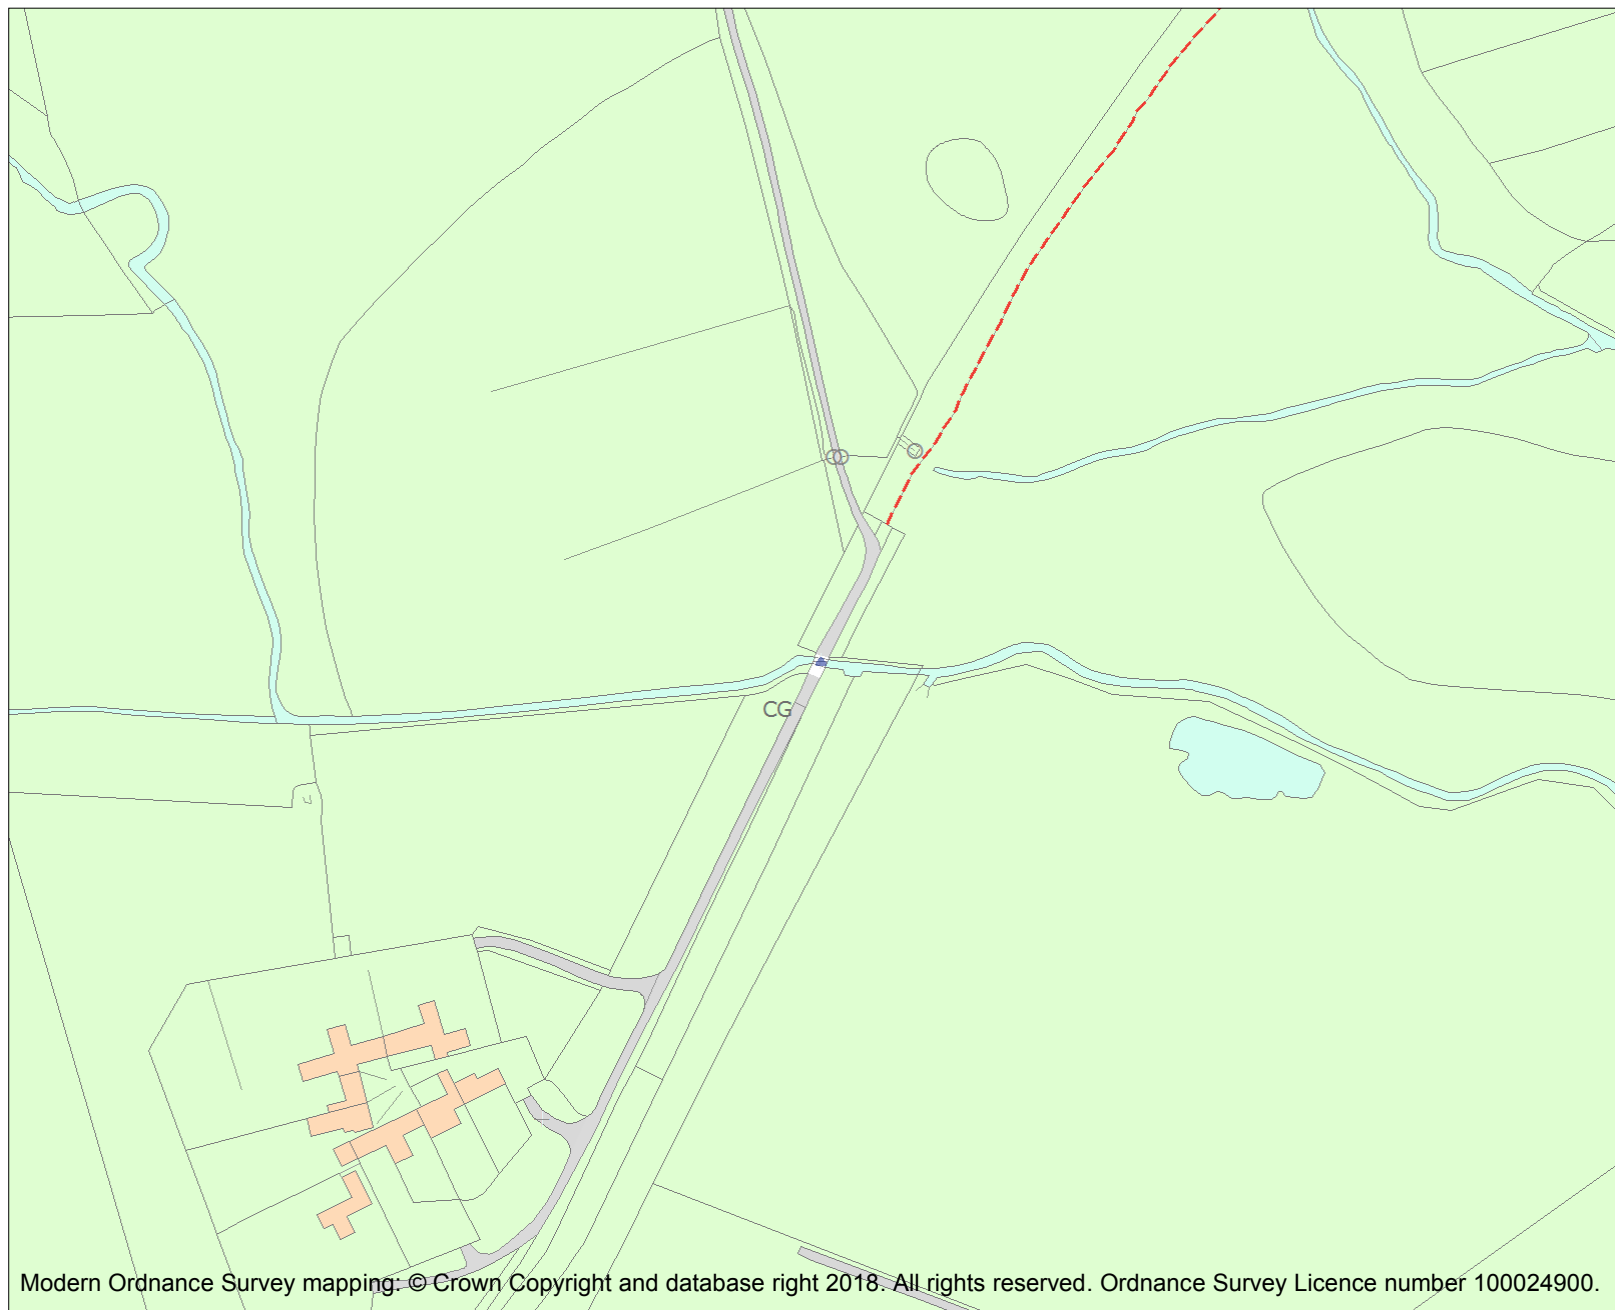 CG
Modern Ordnance Survey mapping: © Crown Copyright and database right 2018. All rights reserved. Ordnance Survey Licence number 100024900.